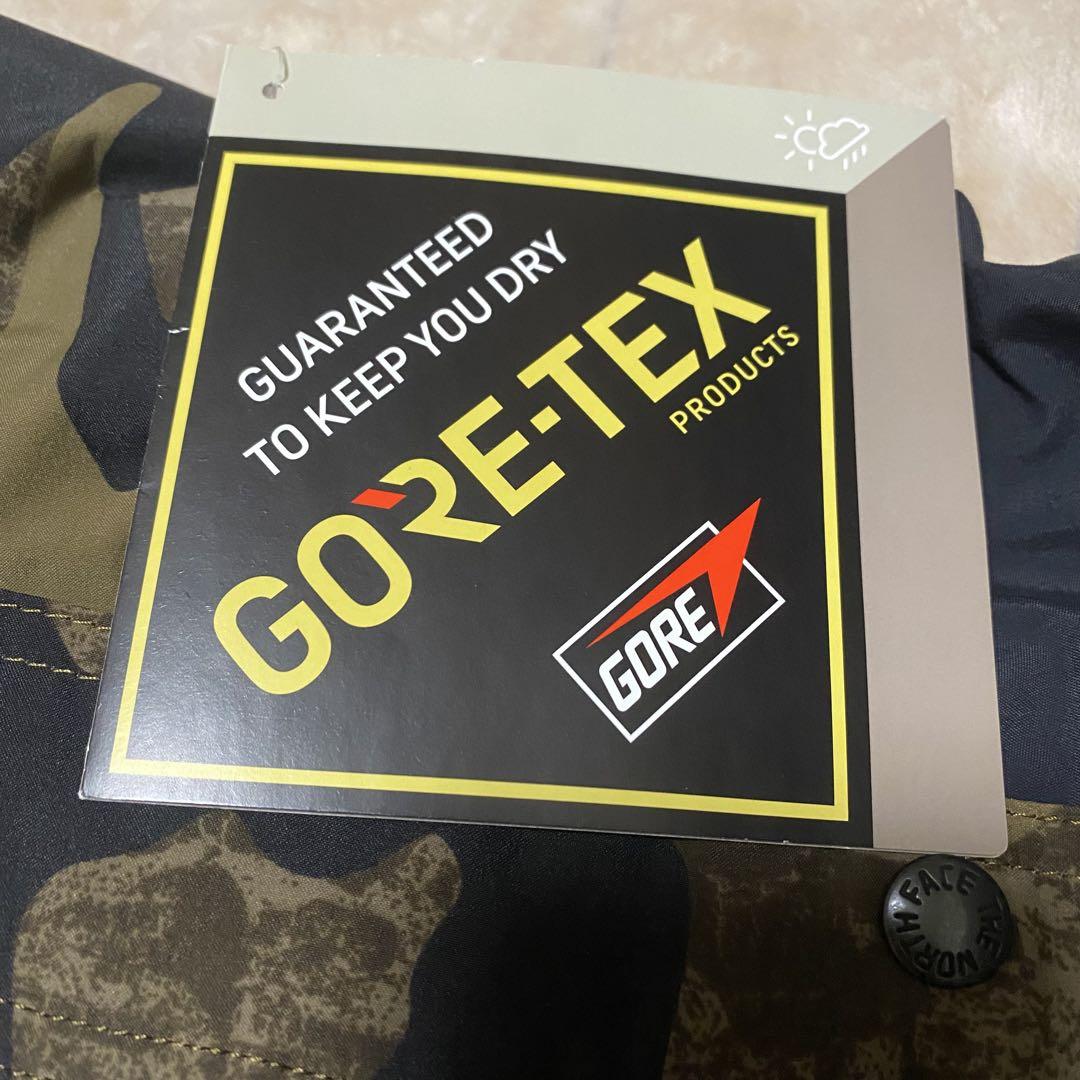 GUARANTEED
TO KEEP YOU DRY
GORE-TEX
PRODUCTS
GORE
THE NORTH FACE